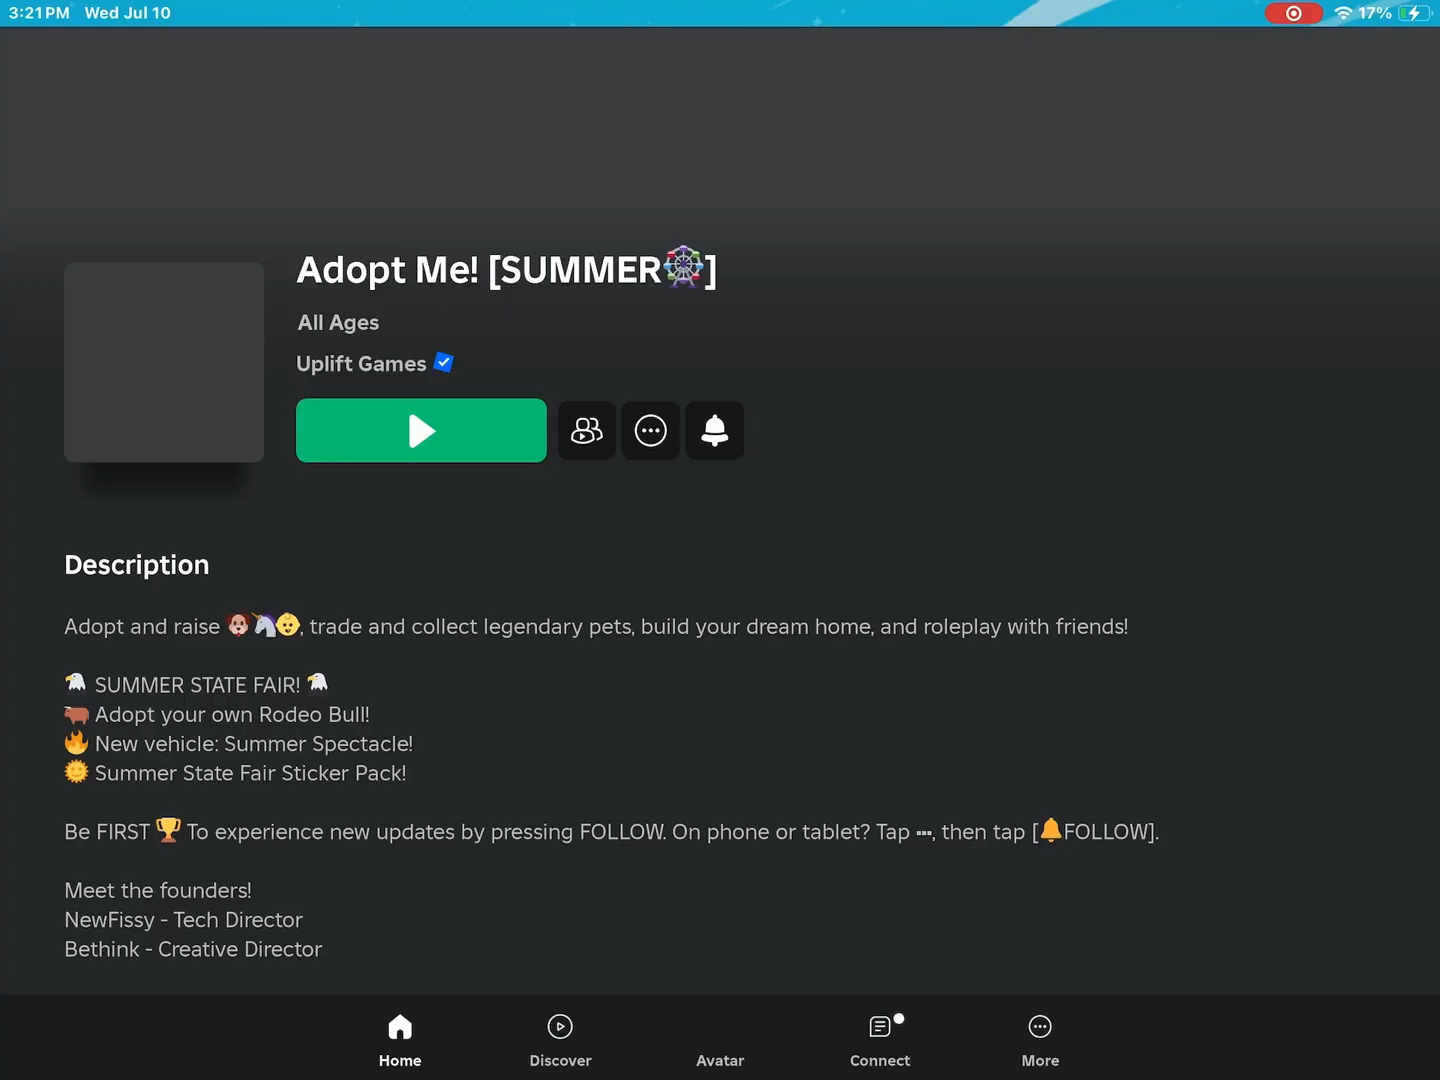 3:21 PM Wed Jul 10
17%
Adopt Me! [SUMMER🎡]
All Ages
Uplift Games
Description
Adopt and raise 🐶🦄👶, trade and collect legendary pets, build your dream home, and roleplay with friends!
🦅 SUMMER STATE FAIR! 🦅
🐂 Adopt your own Rodeo Bull!
🔥 New vehicle: Summer Spectacle!
🌞 Summer State Fair Sticker Pack!
Be FIRST 🏆 To experience new updates by pressing FOLLOW. On phone or tablet? Tap ···, then tap [🔔FOLLOW].
Meet the founders!
NewFissy - Tech Director
Bethink - Creative Director
Home Discover Avatar Connect More